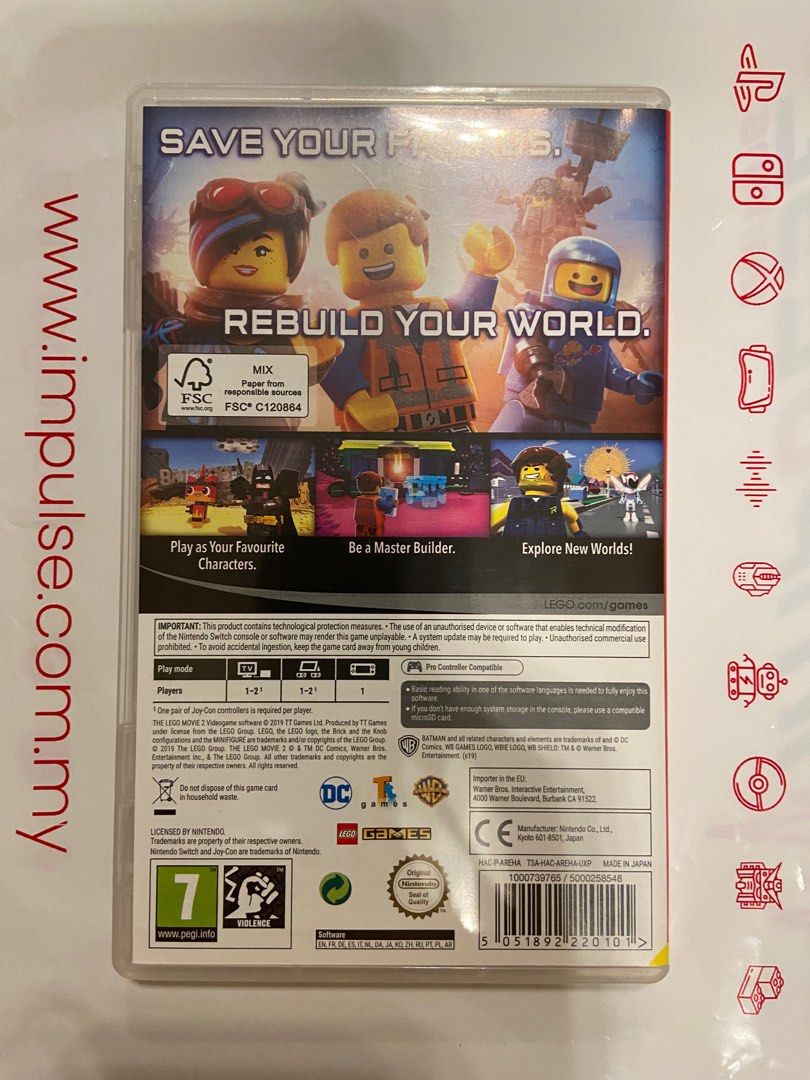 SAVE YOUR FRIENDS.
REBUILD YOUR WORLD.
FSC
www.fsc.org
MIX
Paper from
responsible sources
FSC® C120864
Play as Your Favourite
Characters.
Be a Master Builder.
Explore New Worlds!
LEGO.com/games
IMPORTANT: This product contains technological protection measures. • The use of an unauthorised device or software that enables technical modification
of the Nintendo Switch console or software may render this game unplayable. • A system update may be required to play. • Unauthorised commercial use
prohibited. • To avoid accidental ingestion, keep the game card away from young children.
Play mode TV
Players 1-2¹ 1-2¹ 1
¹ One pair of Joy-Con controllers is required per player.
Pro Controller Compatible
• Basic reading ability in one of the software languages is needed to fully enjoy this
software.
• If you don't have enough system storage in the console, please use a compatible
microSD card.
THE LEGO MOVIE 2 Videogame software © 2019 TT Games Ltd. Produced by TT Games
under license from the LEGO Group. LEGO, the LEGO logo, the Brick and the Knob
configurations and the MINIFIGURE are trademarks and/or copyrights of the LEGO Group.
© 2019 The LEGO Group. THE LEGO MOVIE 2 © & TM DC Comics, Warner Bros.
Entertainment Inc., & The LEGO Group. All other trademarks and copyrights are the
property of their respective owners. All rights reserved.
BATMAN and all related characters and elements are trademarks of and © DC
Comics. WB GAMES LOGO, WBIE LOGO, WB SHIELD: TM & © Warner Bros.
Entertainment. (s19)
Do not dispose of this game card
in household waste.
DC
TT
games
WB
Importer in the EU:
Warner Bros. Interactive Entertainment,
4000 Warner Boulevard, Burbank CA 91522.
CE
Manufacturer: Nintendo Co., Ltd.,
Kyoto 601-8501, Japan
LICENSED BY NINTENDO.
Trademarks are property of their respective owners.
Nintendo Switch and Joy-Con are trademarks of Nintendo.
LEGO GAMES
HAC-P-AREHA TSA-HAC-AREHA-UXP MADE IN JAPAN
1000739765 / 5000258548
5 051892 220101 >
7
www.pegi.info
VIOLENCE
Original
Nintendo
Seal of
Quality
Software
EN, FR, DE, ES, IT, NL, DA, JA, KO, ZH, RU, PT, PL, AR
www.impulse.com.my